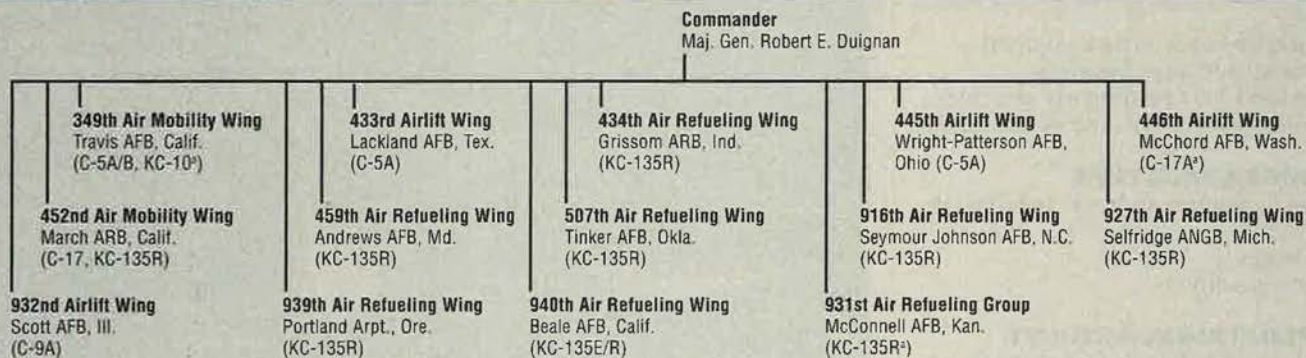 Commander
Maj. Gen. Robert E. Duignan
349th Air Mobility Wing
Travis AFB, Calif.
(C-5A/B, KC-10ª)
433rd Airlift Wing
Lackland AFB, Tex.
(C-5A)
434th Air Refueling Wing
Grissom ARB, Ind.
(KC-135R)
445th Airlift Wing
Wright-Patterson AFB,
Ohio (C-5A)
446th Airlift Wing
McChord AFB, Wash.
(C-17Aª)
452nd Air Mobility Wing
March ARB, Calif.
(C-17, KC-135R)
459th Air Refueling Wing
Andrews AFB, Md.
(KC-135R)
507th Air Refueling Wing
Tinker AFB, Okla.
(KC-135R)
916th Air Refueling Wing
Seymour Johnson AFB, N.C.
(KC-135R)
927th Air Refueling Wing
Selfridge ANGB, Mich.
(KC-135R)
932nd Airlift Wing
Scott AFB, Ill.
(C-9A)
939th Air Refueling Wing
Portland Arpt., Ore.
(KC-135R)
940th Air Refueling Wing
Beale AFB, Calif.
(KC-135E/R)
931st Air Refueling Group
McConnell AFB, Kan.
(KC-135Rª)